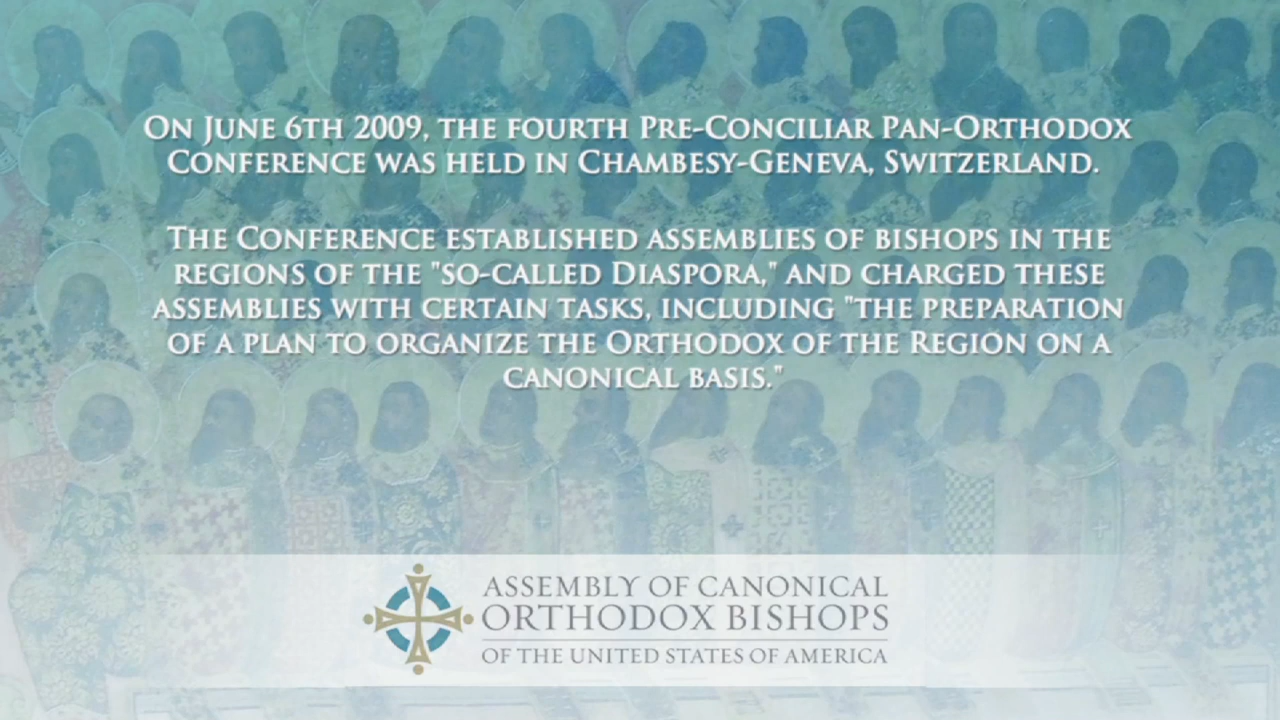 ON JUNE 6TH 2009, THE FOURTH PRE-CONCILIAR PAN-ORTHODOX
CONFERENCE WAS HELD IN CHAMBESY-GENEVA, SWITZERLAND.
THE CONFERENCE ESTABLISHED ASSEMBLIES OF BISHOPS IN THE
REGIONS OF THE "SO-CALLED DIASPORA," AND CHARGED THESE
ASSEMBLIES WITH CERTAIN TASKS, INCLUDING "THE PREPARATION
OF A PLAN TO ORGANIZE THE ORTHODOX OF THE REGION ON A
CANONICAL BASIS."
ASSEMBLY OF CANONICAL
ORTHODOX BISHOPS
OF THE UNITED STATES OF AMERICA